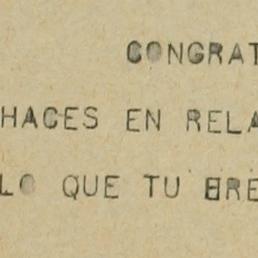 CONGRAT
HACES EN RELA
LO QUE TU BRE